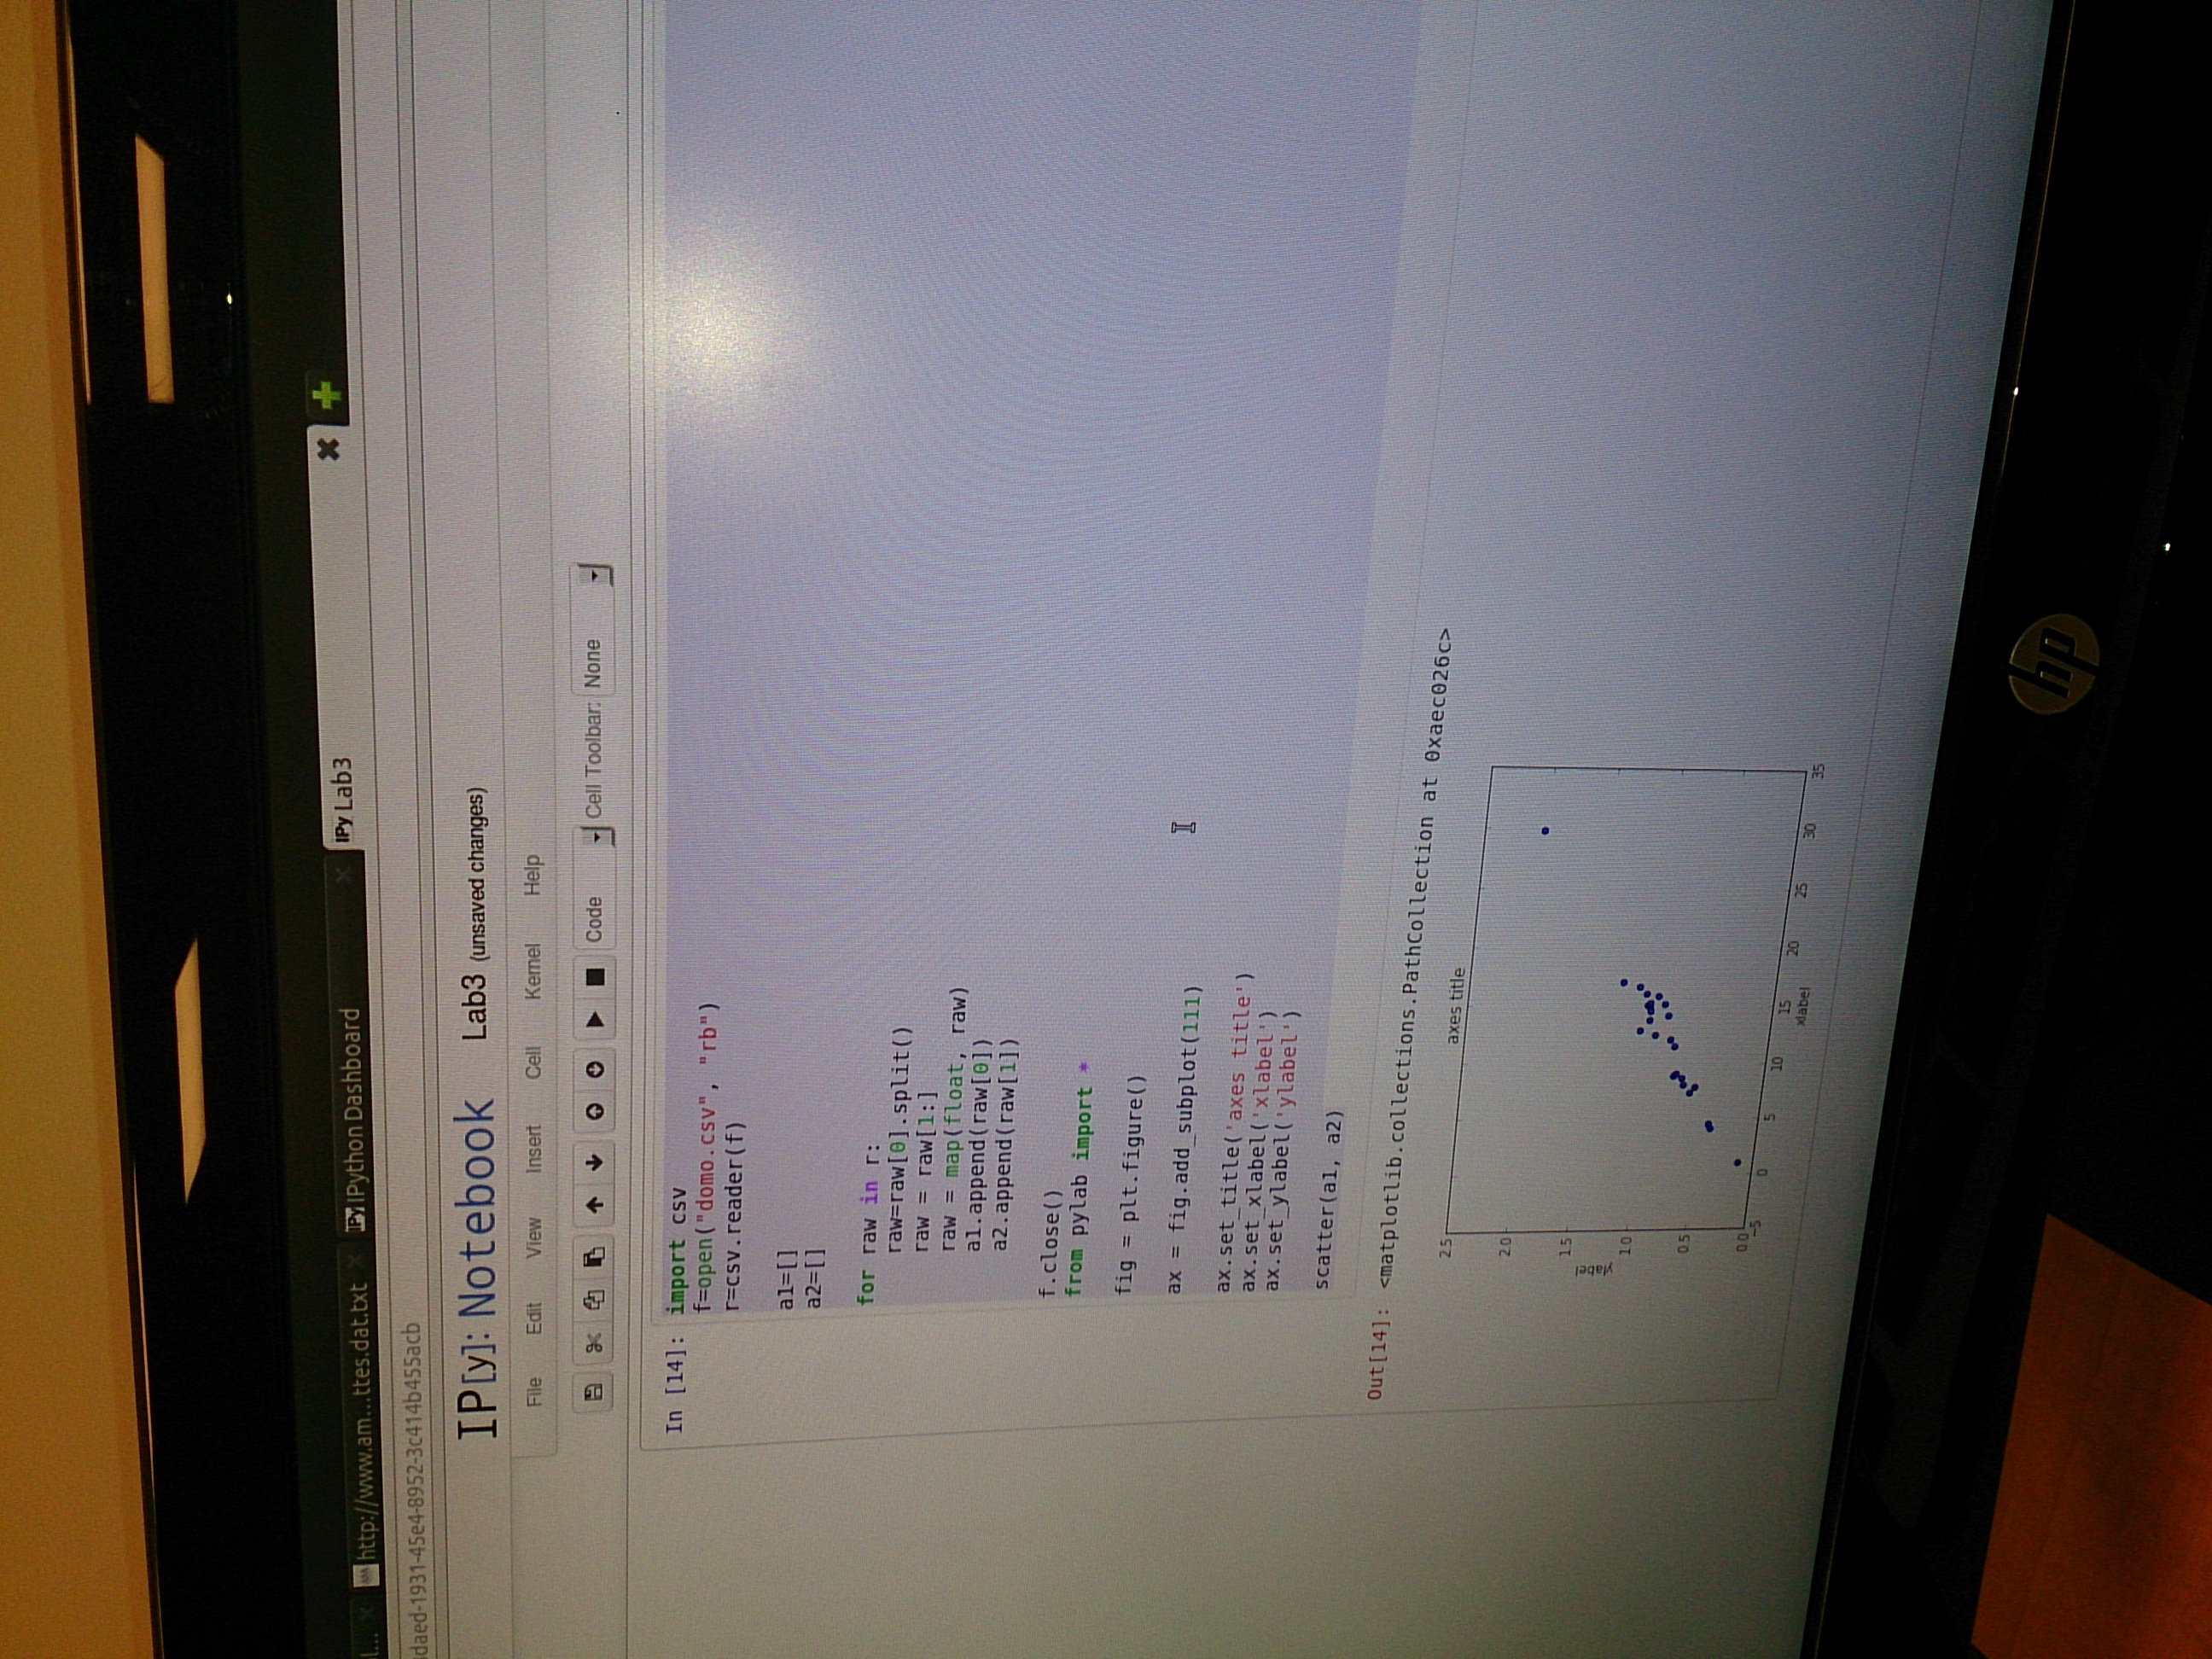 l...
http://www.am...ttes.dat.txt
IPy IPython Dashboard
IPy Lab3
daed-1931-45e4-8952-3c414b455acb
IP[y]: Notebook Lab3 (unsaved changes)
File Edit View Insert Cell Kernel Help
Code Cell Toolbar: None
In [14]: import csv
f=open("domo.csv", "rb")
r=csv.reader(f)
a1=[]
a2=[]
for raw in r:
    raw=raw[0].split()
    raw = raw[1:]
    raw = map(float, raw)
    a1.append(raw[0])
    a2.append(raw[1])
f.close()
from pylab import *
fig = plt.figure()
ax = fig.add_subplot(111)
ax.set_title('axes title')
ax.set_xlabel('xlabel')
ax.set_ylabel('ylabel')
scatter(a1, a2)
Out[14]: <matplotlib.collections.PathCollection at 0xaec026c>
axes title
2.5
2.0
1.5
1.0
0.5
0.0
ylabel
−5 0 5 10 15 20 25 30 35
xlabel
hp